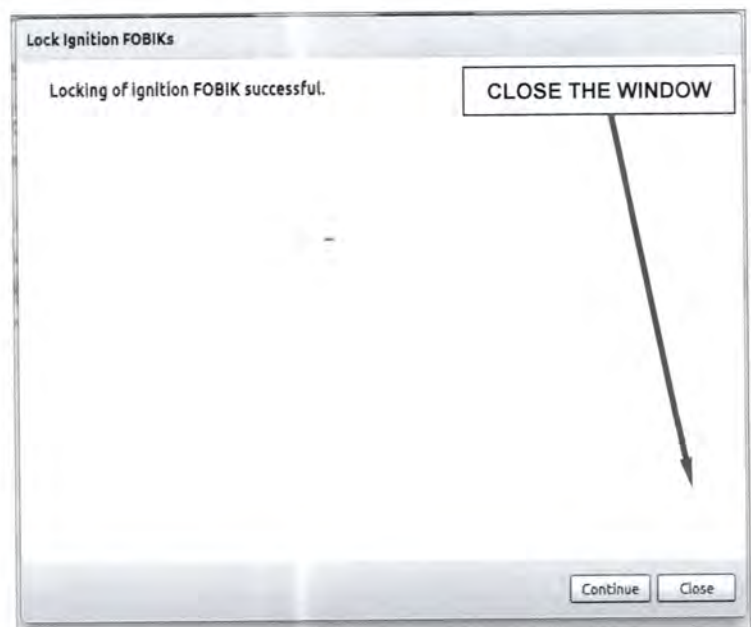 Lock Ignition FOBIKs
Locking of ignition FOBIK successful.
CLOSE THE WINDOW
Continue
Close